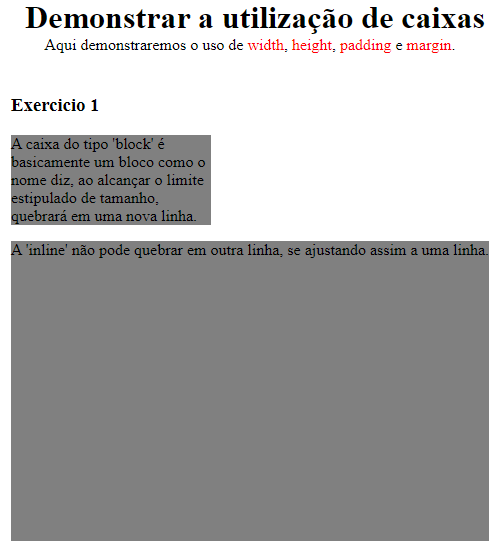 Demonstrar a utilização de caixas
Aqui demonstraremos o uso de width, height, padding e margin.
Exercicio 1
A caixa do tipo 'block' é
basicamente um bloco como o
nome diz, ao alcançar o limite
estipulado de tamanho,
quebrará em uma nova linha.
A 'inline' não pode quebrar em outra linha, se ajustando assim a uma linha.